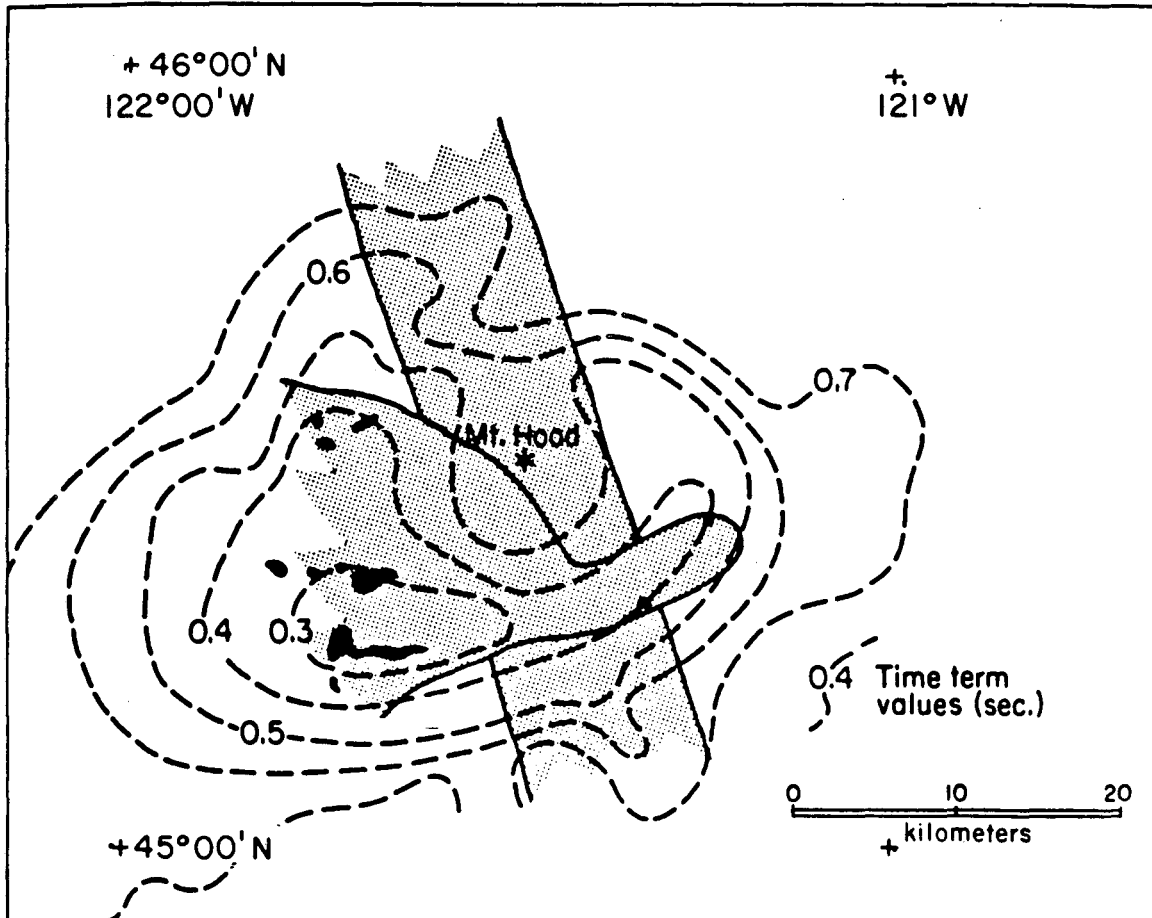 + 46°00' N
122°00' W
+
121° W
0.6
0.7
Mt. Hood
*
0.4
0.3
0.5
0.4 Time term
values (sec.)
0 10 20
kilometers
+45°00' N
+